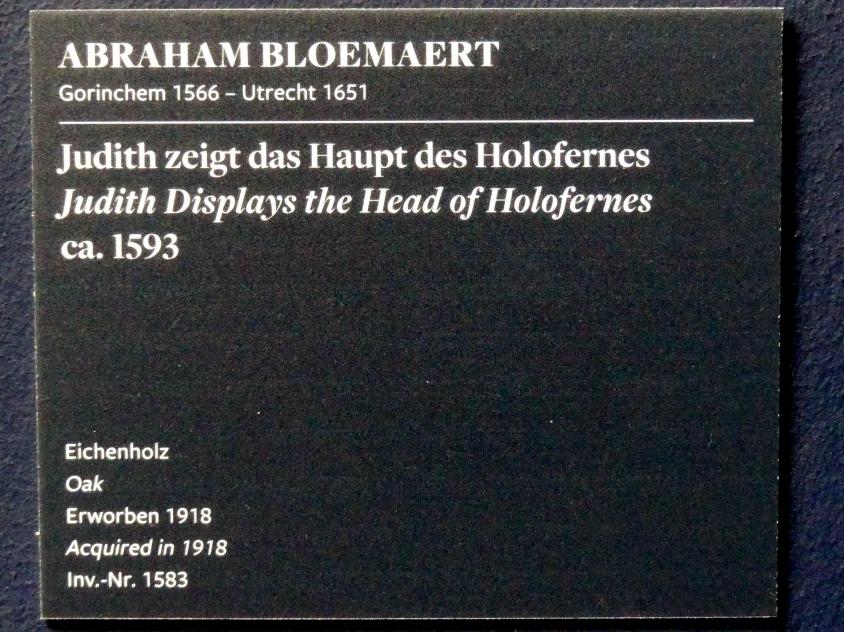 ABRAHAM BLOEMAERT
Gorinchem 1566 – Utrecht 1651
Judith zeigt das Haupt des Holofernes
Judith Displays the Head of Holofernes
ca. 1593
Eichenholz
Oak
Erworben 1918
Acquired in 1918
Inv.-Nr. 1583